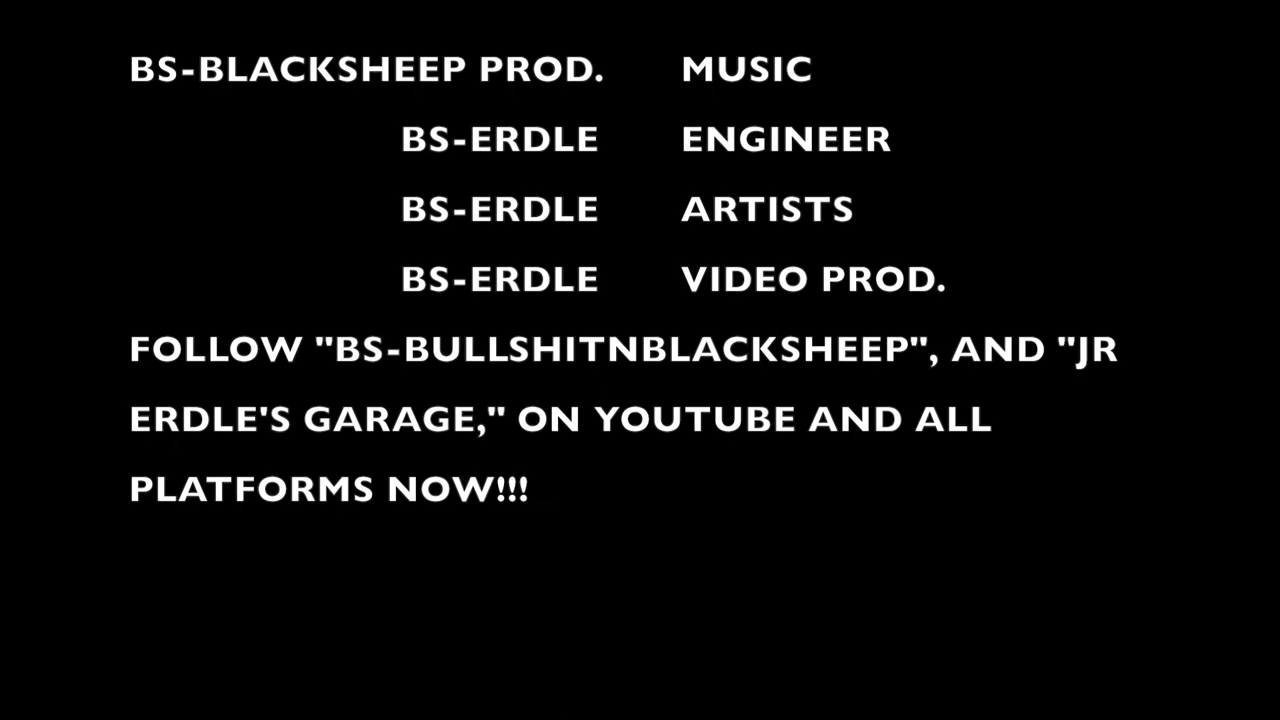 BS-BLACKSHEEP PROD. MUSIC
BS-ERDLE ENGINEER
BS-ERDLE ARTISTS
BS-ERDLE VIDEO PROD.
FOLLOW "BS-BULLSHITNBLACKSHEEP", AND "JR
ERDLE'S GARAGE," ON YOUTUBE AND ALL
PLATFORMS NOW!!!